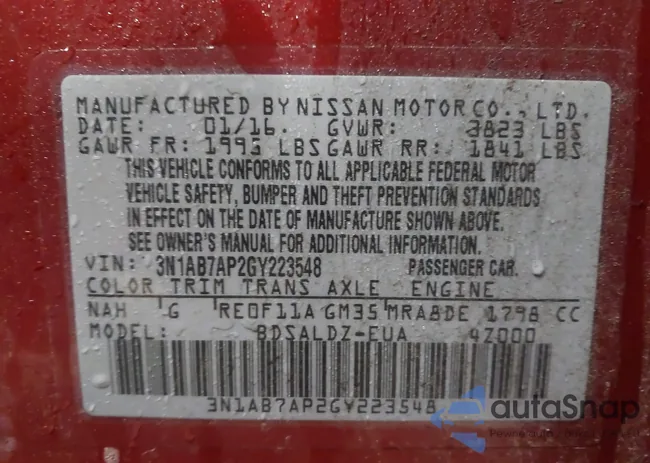 MANUFACTURED BY NISSAN MOTOR CO., LTD.
DATE: 01/16. GVWR: 3823 LBS
GAWR FR: 1995 LBS GAWR RR: 1841 LBS
THIS VEHICLE CONFORMS TO ALL APPLICABLE FEDERAL MOTOR
VEHICLE SAFETY, BUMPER AND THEFT PREVENTION STANDARDS
IN EFFECT ON THE DATE OF MANUFACTURE SHOWN ABOVE.
SEE OWNER'S MANUAL FOR ADDITIONAL INFORMATION.
VIN: 3N1AB7AP2GY223548 PASSENGER CAR.
COLOR TRIM TRANS AXLE ENGINE
NAH G RE0F11A GM35 MRA8DE 1798 CC
MODEL: BDSALDZ-EUA 4Z000
3N1AB7AP2GY223548
autoSnap